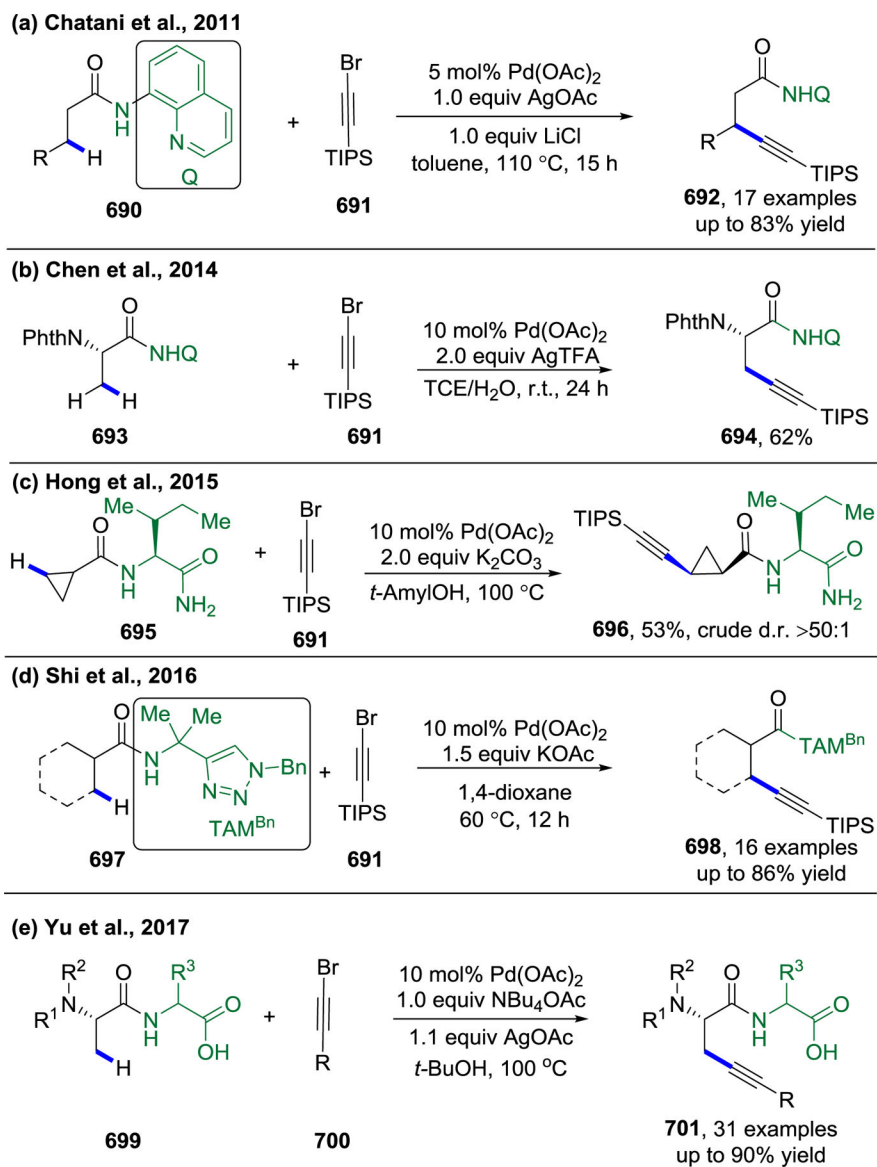 (a) Chatani et al., 2011
O
N
H
R
H
N
Q
690
+
Br
TIPS
691
5 mol% Pd(OAc)₂
1.0 equiv AgOAc
1.0 equiv LiCl
toluene, 110 °C, 15 h
O
NHQ
R
TIPS
692, 17 examples
up to 83% yield
(b) Chen et al., 2014
O
PhthN
NHQ
H
693
+
Br
TIPS
691
10 mol% Pd(OAc)₂
2.0 equiv AgTFA
TCE/H₂O, r.t., 24 h
O
PhthN
NHQ
TIPS
694, 62%
(c) Hong et al., 2015
Me
Me
O
H
N
H
O
NH₂
695
+
Br
TIPS
691
10 mol% Pd(OAc)₂
2.0 equiv K₂CO₃
t-AmylOH, 100 °C
TIPS
Me
Me
O
N
H
O
NH₂
696, 53%, crude d.r. >50:1
(d) Shi et al., 2016
O
Me
Me
N
H
H
N
Bn
N
N
TAMᴮⁿ
697
+
Br
TIPS
691
10 mol% Pd(OAc)₂
1.5 equiv KOAc
1,4-dioxane
60 °C, 12 h
O
TAMᴮⁿ
TIPS
698, 16 examples
up to 86% yield
(e) Yu et al., 2017
R²
O
R³
N
R¹
N
H
O
OH
H
699
+
Br
R
700
10 mol% Pd(OAc)₂
1.0 equiv NBu₄OAc
1.1 equiv AgOAc
t-BuOH, 100 °C
R²
O
R³
N
R¹
N
H
O
OH
R
701, 31 examples
up to 90% yield